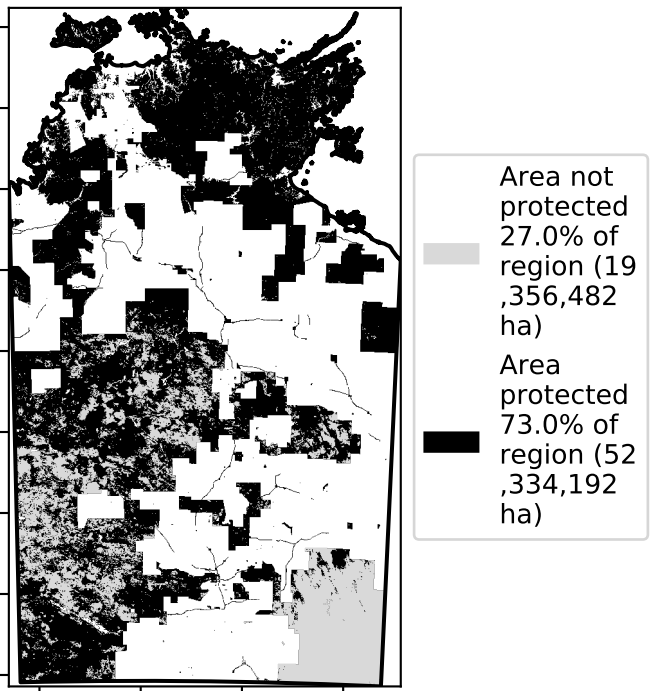 Area not
protected
27.0% of
region (19
,356,482
ha)
Area
protected
73.0% of
region (52
,334,192
ha)